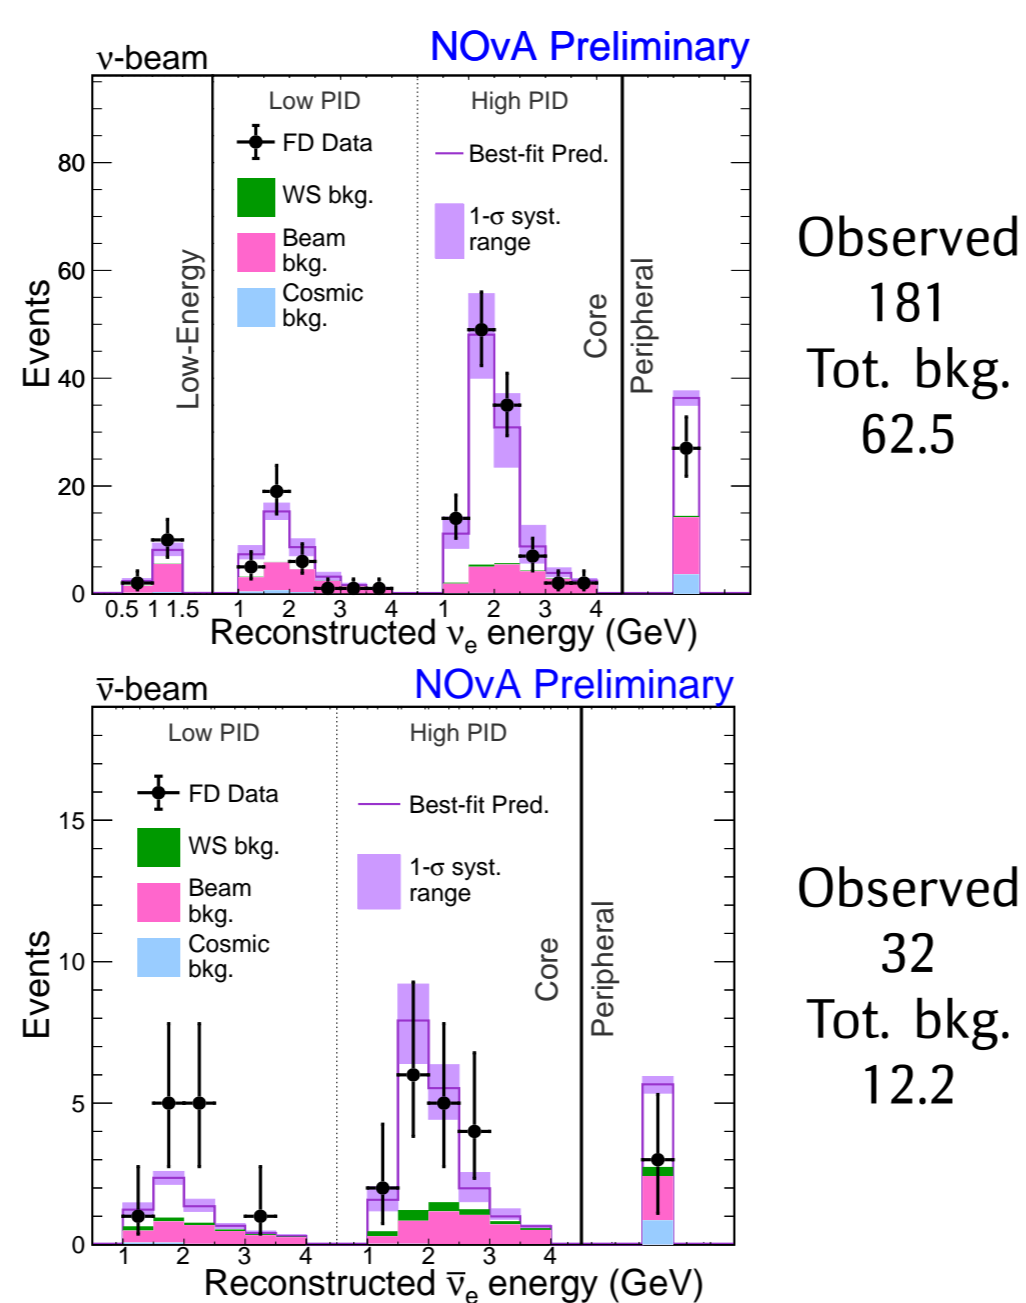 ν-beam
NOvA Preliminary
Low PID
High PID
FD Data
Best-fit Pred.
WS bkg.
1-σ syst.
range
Beam
bkg.
Cosmic
bkg.
Low-Energy
Core
Peripheral
Events
80
60
40
20
0
0.5 1 1.5 1 2 3 4 1 2 3 4
Reconstructed νₑ energy (GeV)
Observed
181
Tot. bkg.
62.5
ν̅-beam
NOvA Preliminary
Low PID
High PID
FD Data
Best-fit Pred.
WS bkg.
1-σ syst.
range
Beam
bkg.
Cosmic
bkg.
Core
Peripheral
Events
15
10
5
0
1 2 3 4 1 2 3 4
Reconstructed ν̅ₑ energy (GeV)
Observed
32
Tot. bkg.
12.2